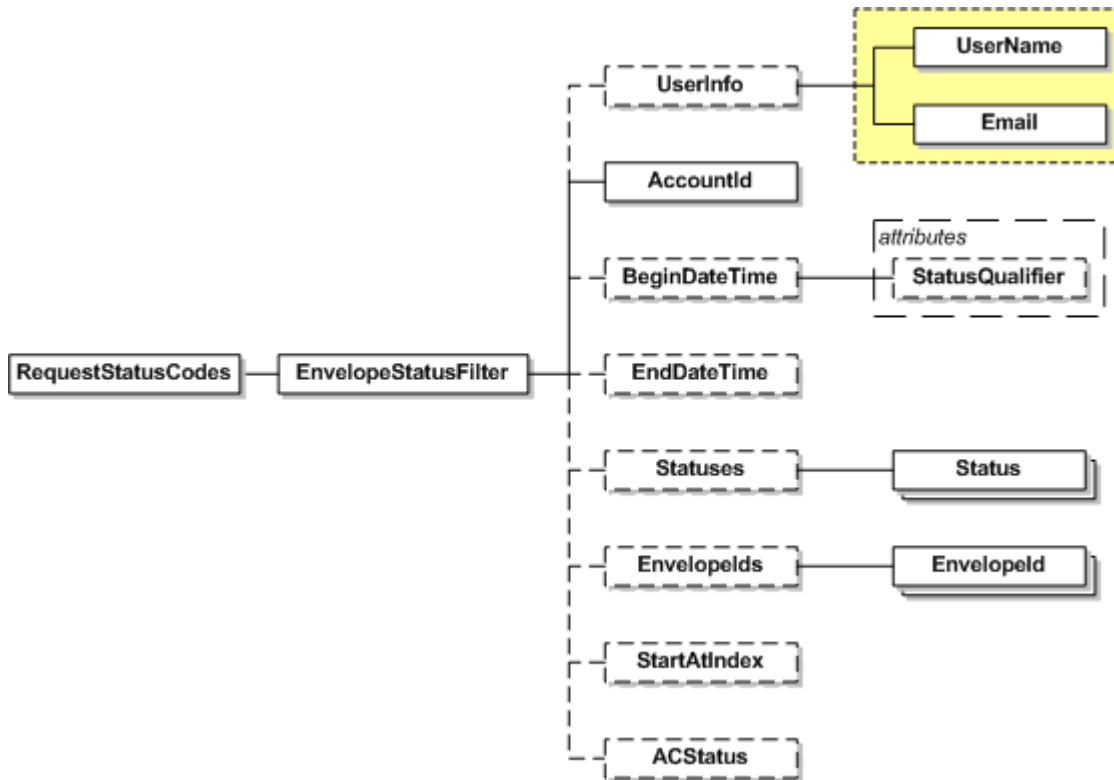 UserName
UserInfo
Email
AccountId
attributes
BeginDateTime
StatusQualifier
RequestStatusCodes
EnvelopeStatusFilter
EndDateTime
Statuses
Status
EnvelopeIds
EnvelopeId
StartAtIndex
ACStatus